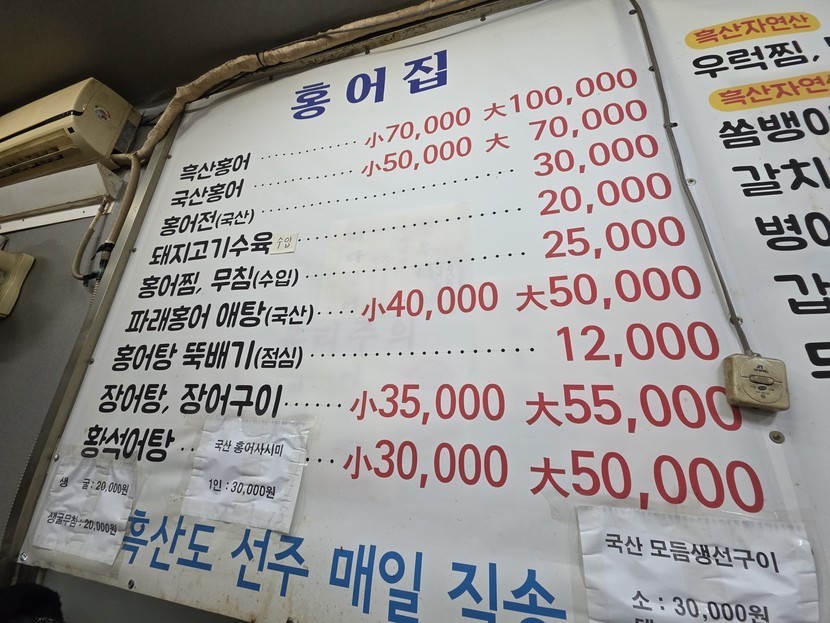 홍어집
흑산홍어 ············ 小70,000 大100,000
국산홍어 ············ 小50,000 大 70,000
홍어전(국산) ···················· 30,000
돼지고기수육 수입 ···················· 20,000
홍어찜, 무침(수입) ···················· 25,000
파래홍어 애탕(국산)···· 小40,000 大50,000
홍어탕 뚝배기(점심) ···················· 12,000
장어탕, 장어구이······ 小35,000 大55,000
황석어탕 ········ 小30,000 大50,000
생 굴: 20,000원
생굴무침: 20,000원
국산 홍어사시미
1인 : 30,000원
흑산도 선주 매일 직송
국산 모듬생선구이
소 : 30,000원
흑산자연산
우럭찜,
흑산자연산
쏨뱅이
갈치
병어
갑